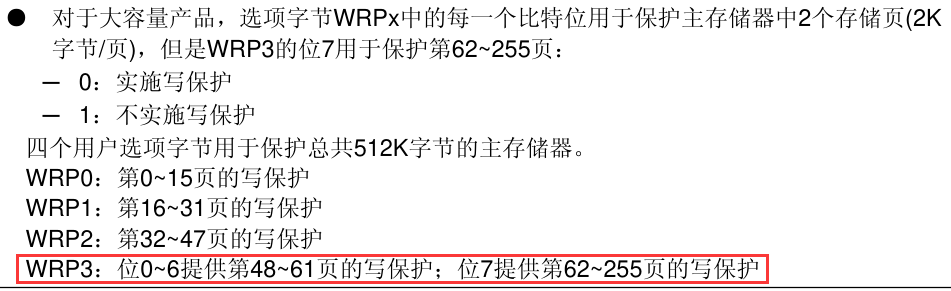 ● 对于大容量产品，选项字节WRPx中的每一个比特位用于保护主存储器中2个存储页(2K
字节/页)，但是WRP3的位7用于保护第62~255页：
— 0：实施写保护
— 1：不实施写保护
四个用户选项字节用于保护总共512K字节的主存储器。
WRP0：第0~15页的写保护
WRP1：第16~31页的写保护
WRP2：第32~47页的写保护
WRP3：位0~6提供第48~61页的写保护；位7提供第62~255页的写保护